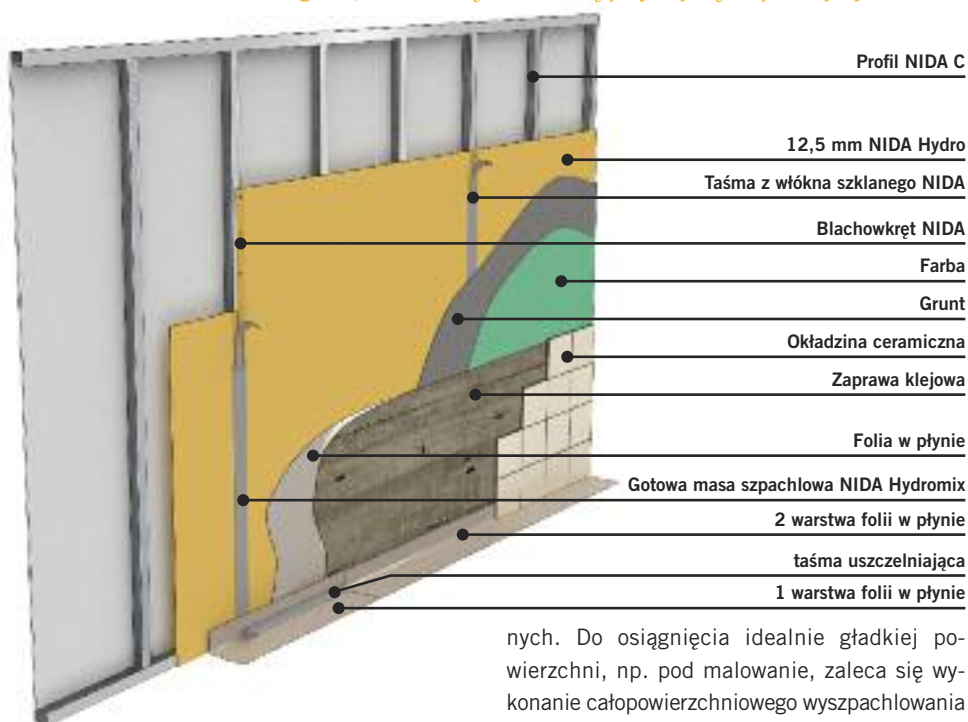 Profil NIDA C
12,5 mm NIDA Hydro
Taśma z włókna szklanego NIDA
Blachowkręt NIDA
Farba
Grunt
Okładzina ceramiczna
Zaprawa klejowa
Folia w płynie
Gotowa masa szpachlowa NIDA Hydromix
2 warstwa folii w płynie
taśma uszczelniająca
1 warstwa folii w płynie
nych. Do osiągnięcia idealnie gładkiej po-
wierzchni, np. pod malowanie, zaleca się wy-
konanie całopowierzchniowego wyszpachlowania